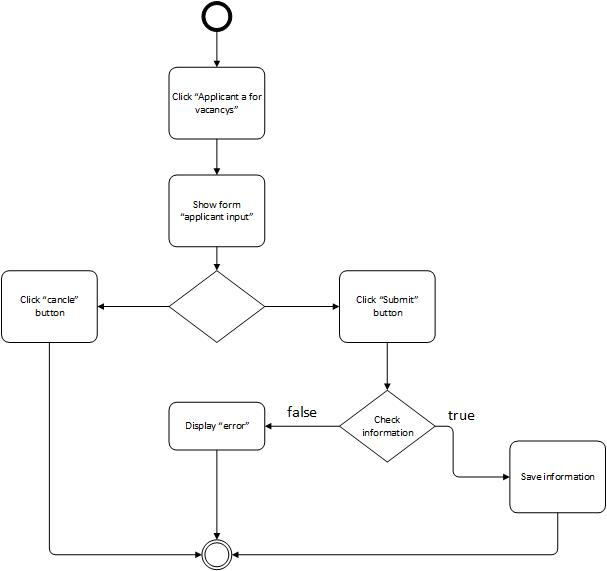 Click “Applicant a for
vacancys”
Show form
“applicant input”
Click “cancle”
button
Click “Submit”
button
false
Check
information
true
Display “error”
Save information